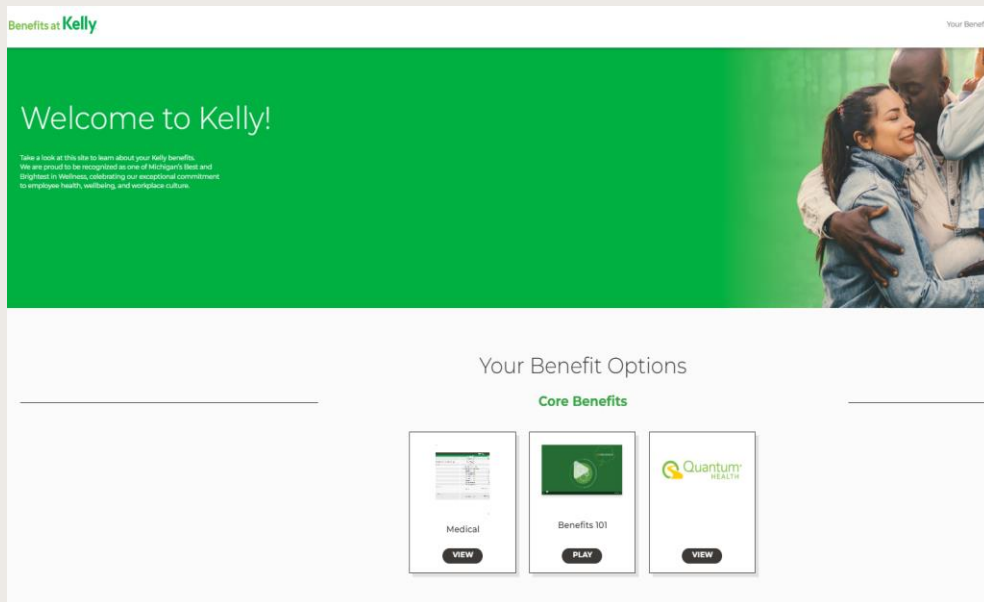 Benefits at Kelly
Your Benef
Welcome to Kelly!
Take a look at this site to learn about your Kelly benefits.
We are proud to be recognized as one of Michigan's Best and
Brightest in Wellness, celebrating our exceptional commitment
to employee health, wellbeing, and workplace culture.
Your Benefit Options
Core Benefits
Quantum
HEALTH
Medical
Benefits 101
VIEW
PLAY
VIEW